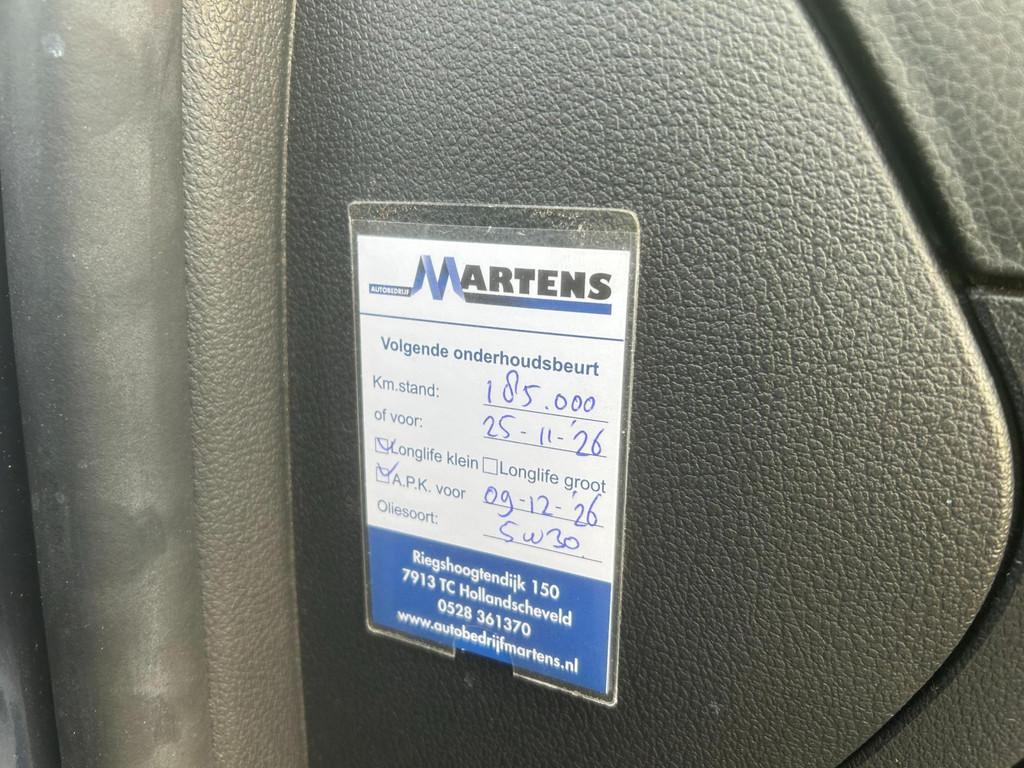 AUTOBEDRIJF MARTENS
Volgende onderhoudsbeurt
Km.stand: 185.000
of voor: 25-11-'26
Longlife klein Longlife groot
A.P.K. voor 09-12-'26
Oliesoort: 5w30
Riegshoogtendijk 150
7913 TC Hollandscheveld
0528 361370
www.autobedrijfmartens.nl